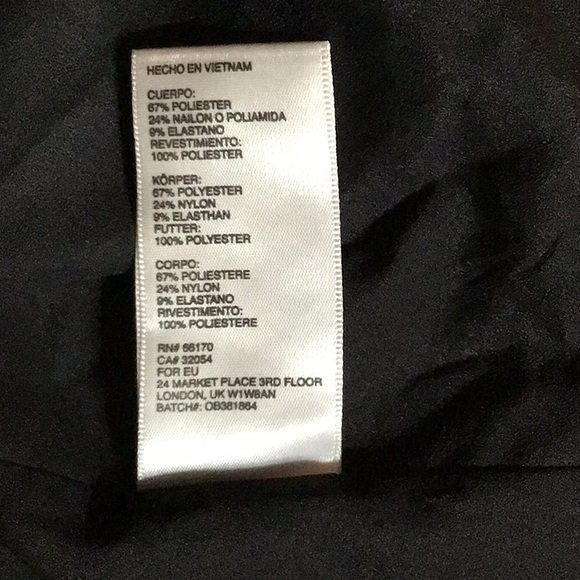 HECHO EN VIETNAM
CUERPO:
67% POLIESTER
24% NAILON O POLIAMIDA
9% ELASTANO
REVESTIMIENTO:
100% POLIESTER
KÖRPER:
67% POLYESTER
24% NYLON
9% ELASTHAN
FUTTER:
100% POLYESTER
CORPO:
67% POLIESTERE
24% NYLON
9% ELASTANO
RIVESTIMENTO:
100% POLIESTERE
RN# 66170
CA# 32054
FOR EU
24 MARKET PLACE 3RD FLOOR
LONDON, UK W1W8AN
BATCH#: OB381864